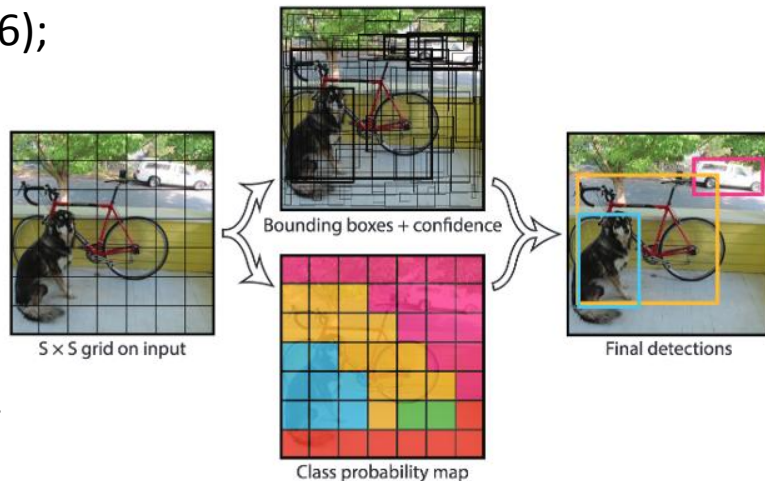 6);
Bounding boxes + confidence
S × S grid on input
Final detections
Class probability map